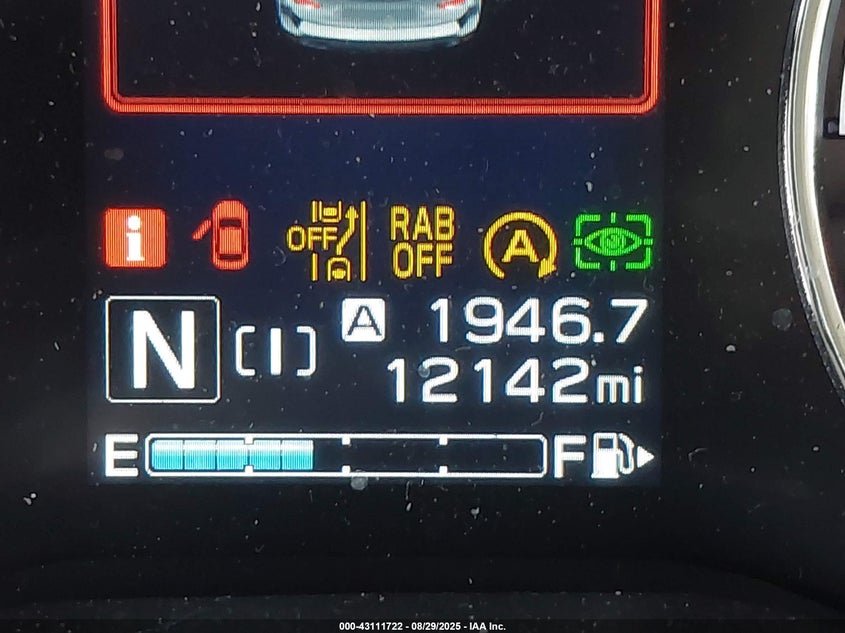 i OFF RAB OFF A
N [I] A 1946.7
12142mi
E F
000-43111722 - 08/29/2025 - IAA Inc.